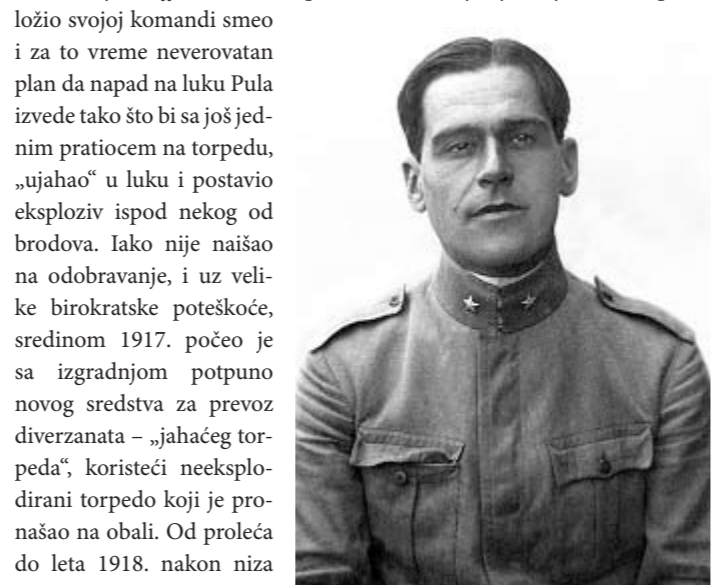 ložio svojoj komandi smeo
i za to vreme neverovatan
plan da napad na luku Pula
izvede tako što bi sa još jed-
nim pratiocem na torpedu,
„ujahao“ u luku i postavio
eksploziv ispod nekog od
brodova. Iako nije naišao
na odobravanje, i uz veli-
ke birokratske poteškoće,
sredinom 1917. počeo je
sa izgradnjom potpuno
novog sredstva za prevoz
diverzanata – „jahaćeg tor-
peda“, koristeći neeksplo-
dirani torpedo koji je pro-
našao na obali. Od proleća
do leta 1918. nakon niza